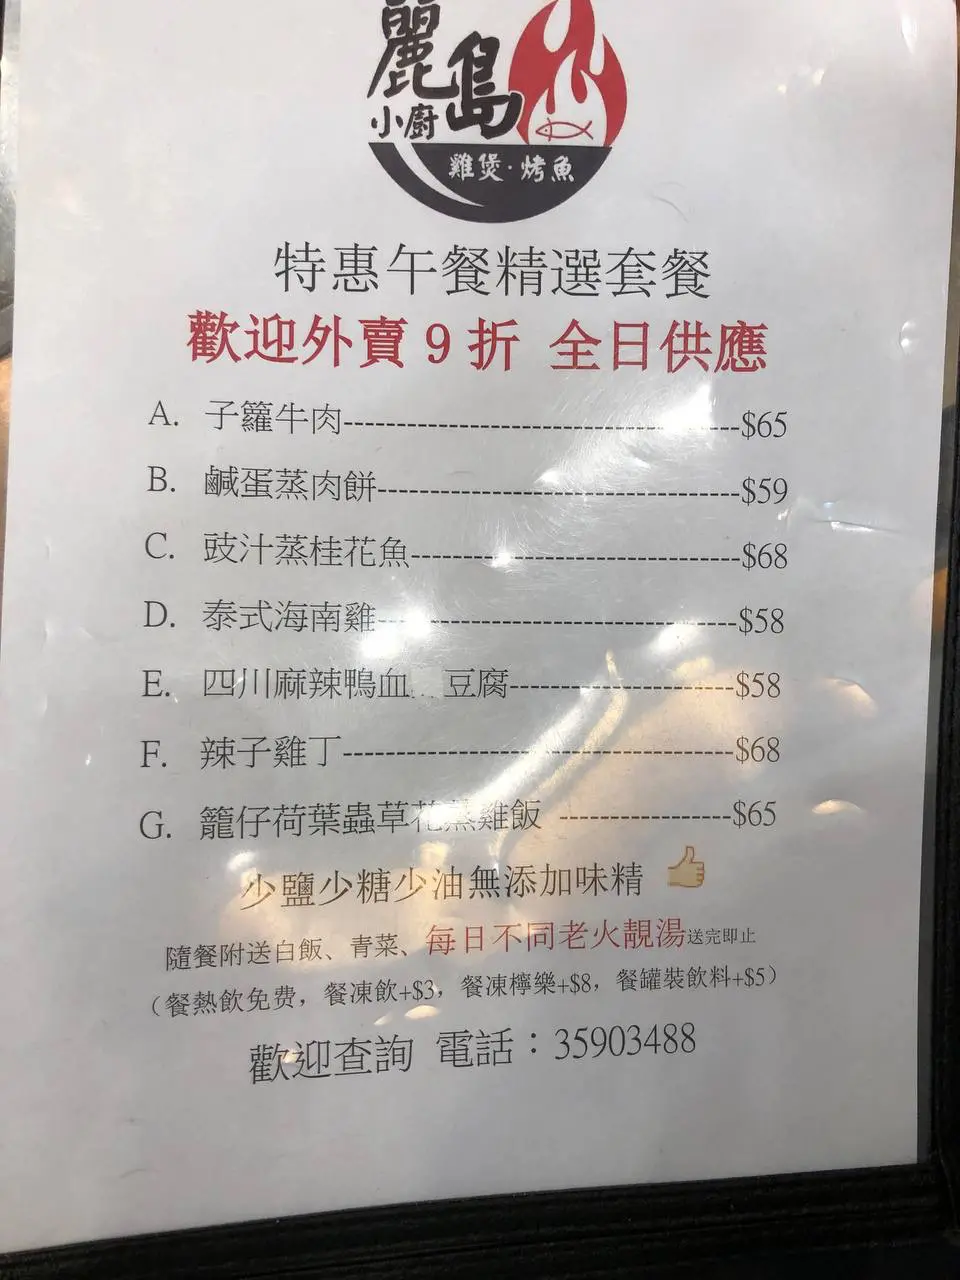 麗島
小廚
雞煲·烤魚
特惠午餐精選套餐
歡迎外賣 9 折 全日供應
A. 子籮牛肉---$65
B. 鹹蛋蒸肉餅---$59
C. 豉汁蒸桂花魚---$68
D. 泰式海南雞---$58
E. 四川麻辣鴨血 豆腐---$58
F. 辣子雞丁---$68
G. 籠仔荷葉蟲草花蒸雞飯 ---$65
少鹽少糖少油無添加味精
隨餐附送白飯、青菜、每日不同老火靚湯送完即止
（餐熱飲免费，餐凍飲+$3，餐凍檸樂+$8，餐罐裝飲料+$5）
歡迎查詢 電話：35903488